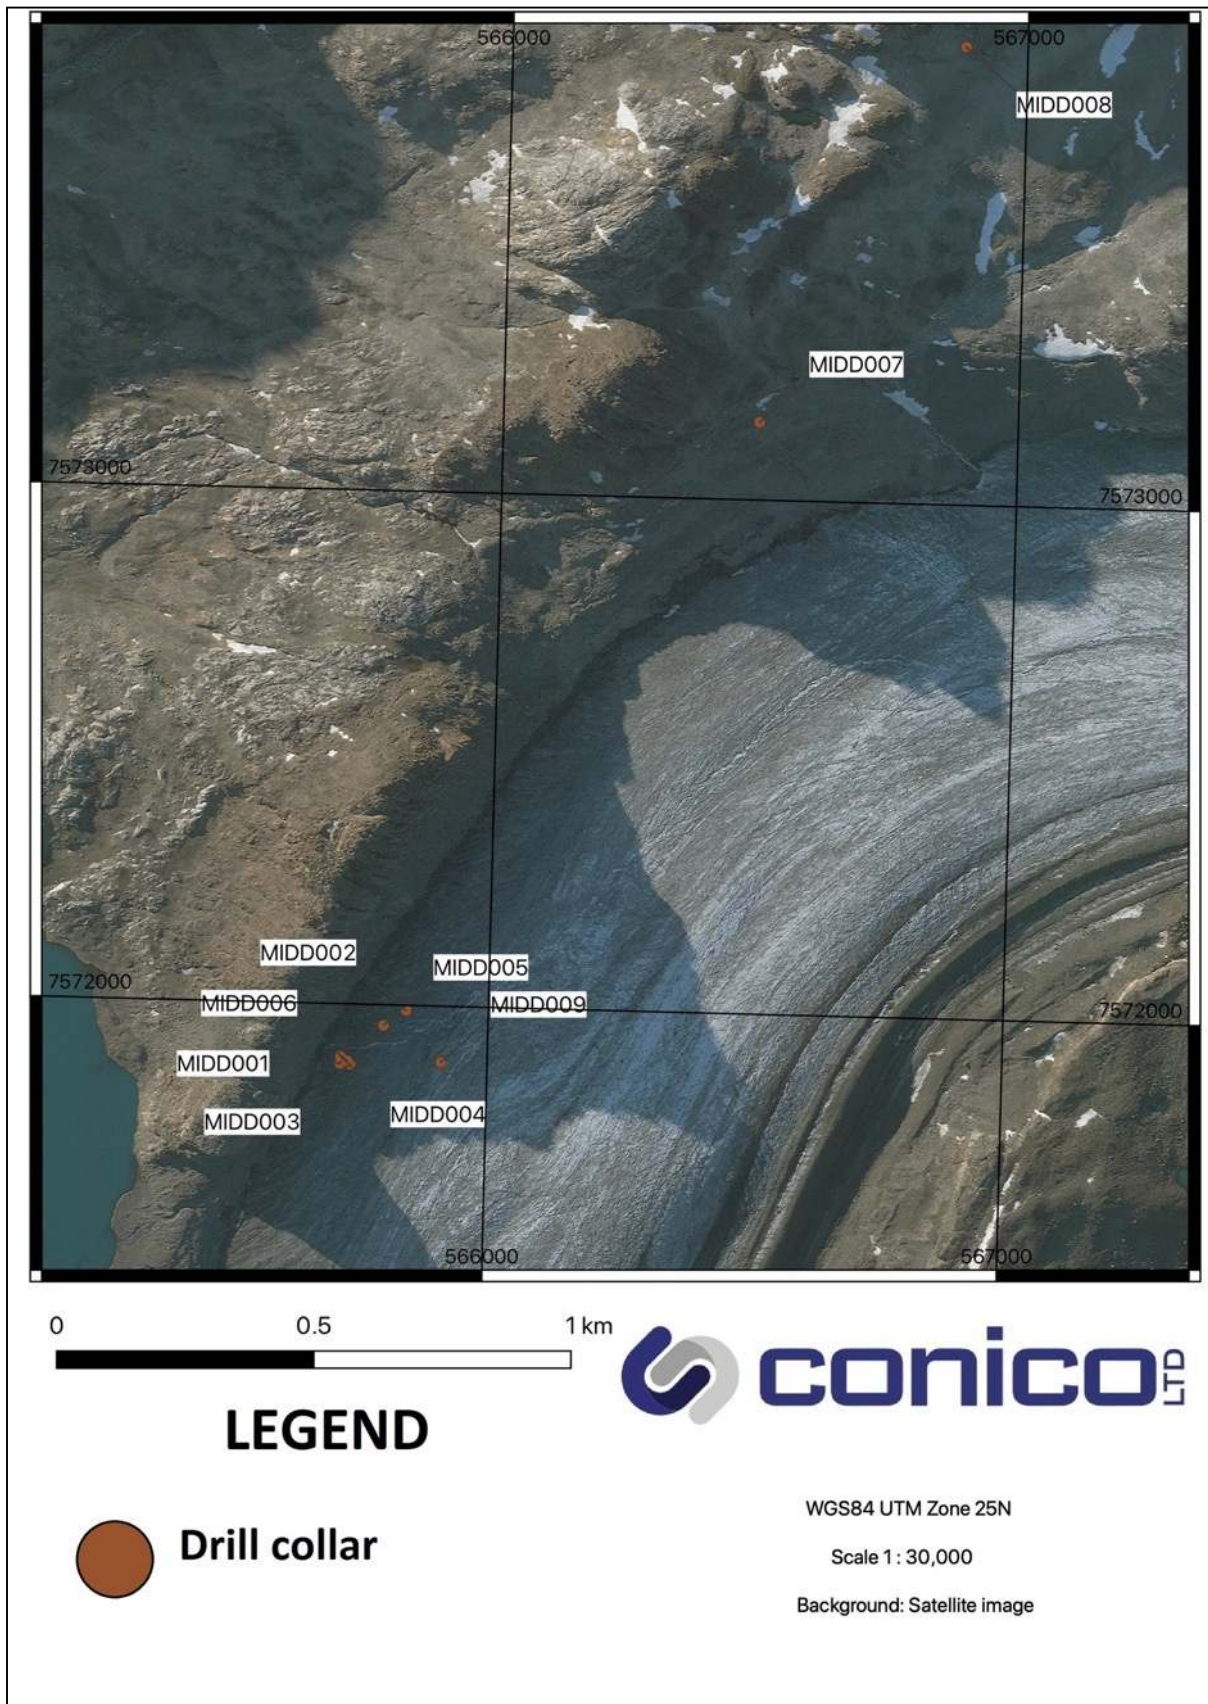 566000
567000
MIDD008
MIDD007
7573000
7573000
MIDD002
MIDD005
7572000
MIDD006
MIDD009
7572000
MIDD001
MIDD003
MIDD004
566000
567000
0 0.5 1 km
conico LTD
LEGEND
Drill collar
WGS84 UTM Zone 25N
Scale 1 : 30,000
Background: Satellite image